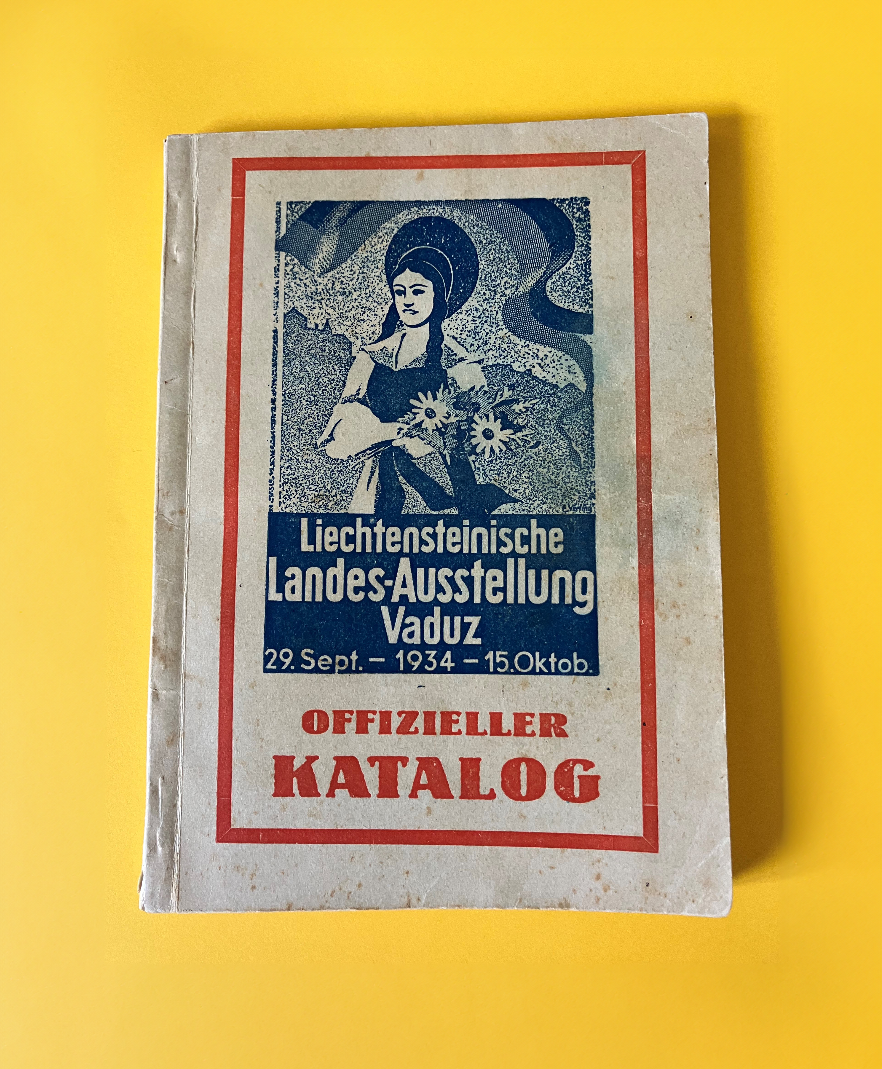 Liechtensteinische
Landes-Ausstellung
Vaduz
29. Sept. – 1934 – 15. Oktob.
OFFIZIELLER
KATALOG